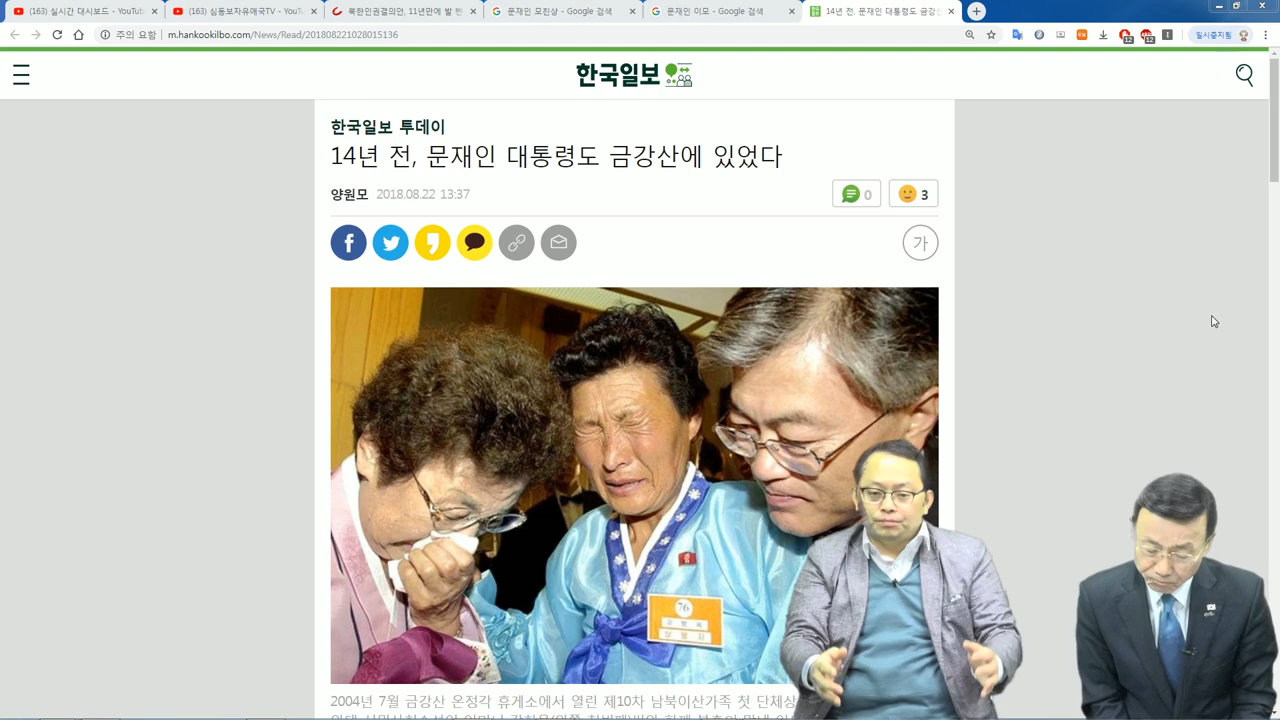 (163) 실시간 대시보드 - YouTub
(163) 심동보자유애국TV - YouTu
북한인권결의안, 11년만에 발 뺀
문재인 모친상 - Google 검색
문재인 이모 - Google 검색
14년 전, 문재인 대통령도 금강산
주의 요함
m.hankookilbo.com/News/Read/201808221028015136
12
12
일시중지됨
한국일보
한국일보 투데이
14년 전, 문재인 대통령도 금강산에 있었다
양원모 2018.08.22 13:37
0
3
가
76
2004년 7월 금강산 온정각 휴게소에서 열린 제10차 남북이산가족 첫 단체상